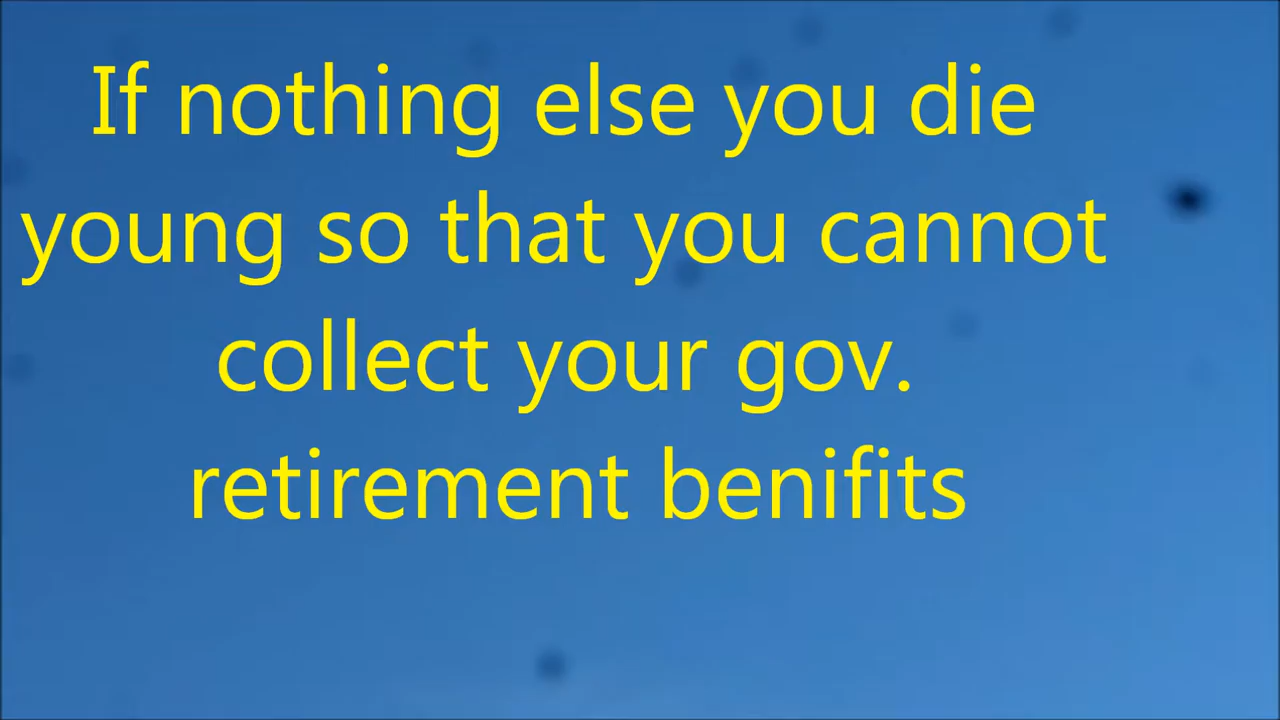 If nothing else you die
young so that you cannot
collect your gov.
retirement benifits